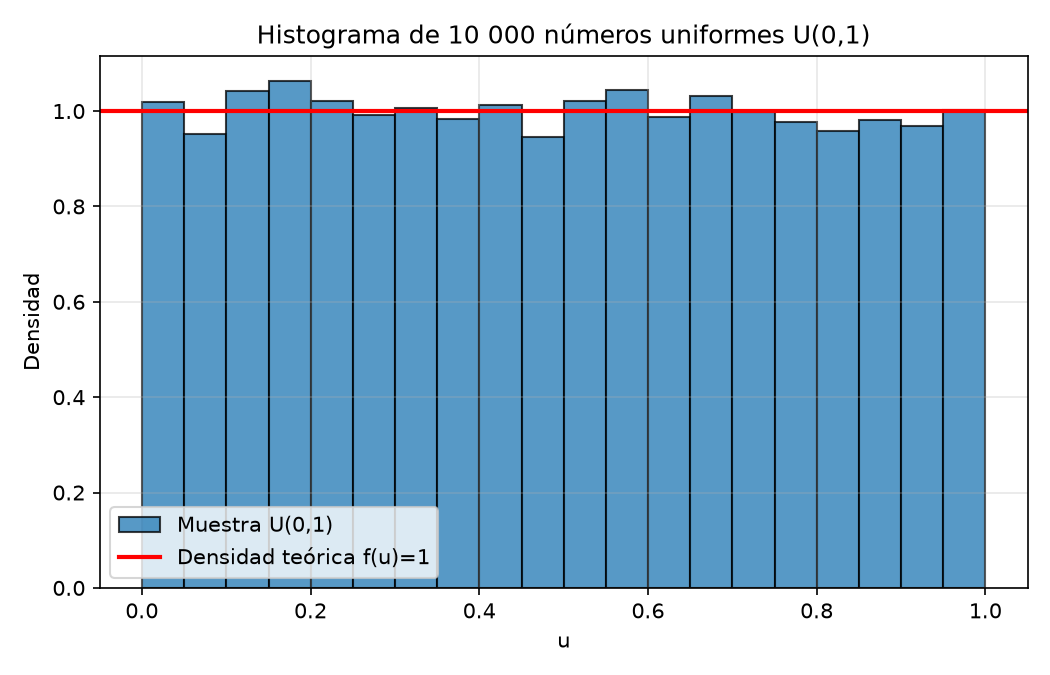 Histograma de 10 000 números uniformes U(0,1)
Densidad
1.0
0.8
0.6
0.4
0.2
0.0
Muestra U(0,1)
Densidad teórica f(u)=1
0.0 0.2 0.4 0.6 0.8 1.0
u